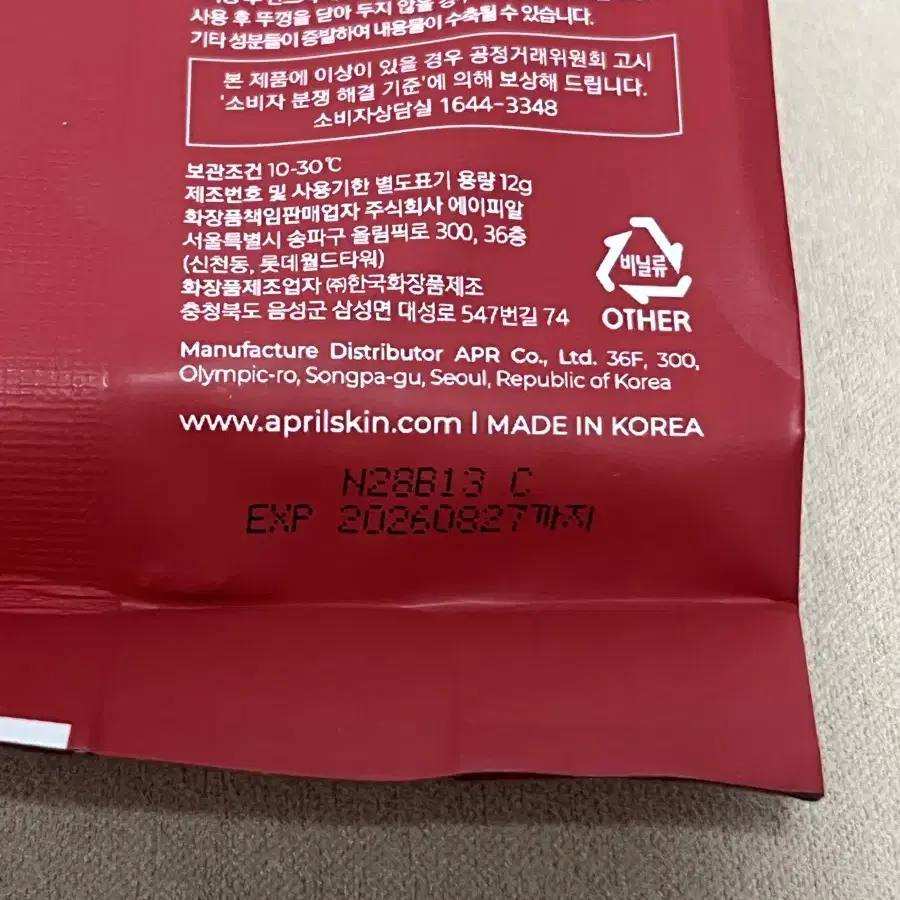 사용 후 뚜껑을 닫아 두지 않을 경우
기타 성분들이 증발하여 내용물이 수축될 수 있습니다.
본 제품에 이상이 있을 경우 공정거래위원회 고시
'소비자 분쟁 해결 기준'에 의해 보상해 드립니다.
소비자상담실 1644-3348
보관조건 10-30℃
제조번호 및 사용기한 별도표기 용량 12g
화장품책임판매업자 주식회사 에이피알
서울특별시 송파구 올림픽로 300, 36층
(신천동, 롯데월드타워)
화장품제조업자 ㈜한국화장품제조
충청북도 음성군 삼성면 대성로 547번길 74
비닐류
OTHER
Manufacture Distributor APR Co., Ltd. 36F, 300,
Olympic-ro, Songpa-gu, Seoul, Republic of Korea
www.aprilskin.com l MADE IN KOREA
N28B13 C
EXP 20260827까지